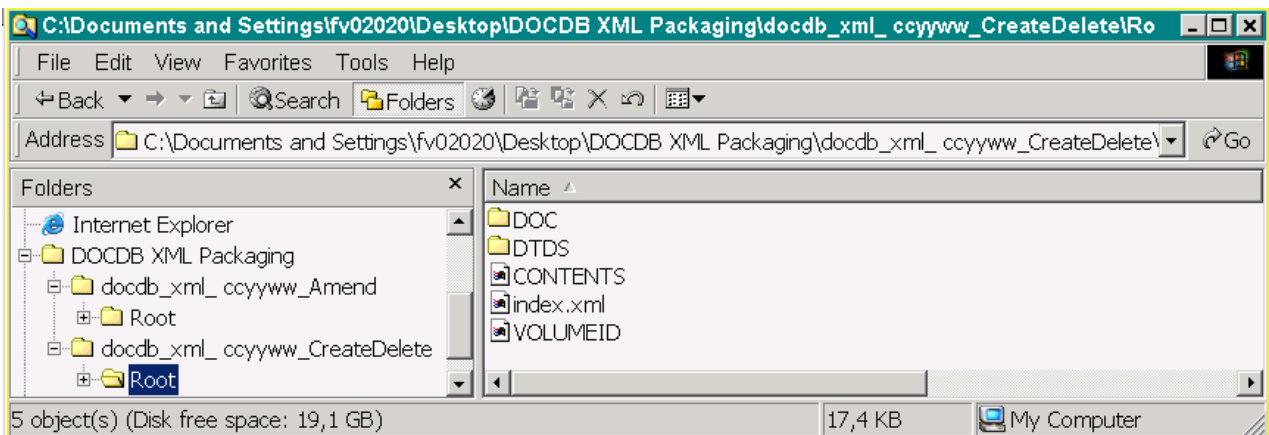 C:\Documents and Settings\fv02020\Desktop\DOCDB XML Packaging\docdb_xml_ ccyyww_CreateDelete\Ro
File Edit View Favorites Tools Help
Back Search Folders
Address C:\Documents and Settings\fv02020\Desktop\DOCDB XML Packaging\docdb_xml_ ccyyww_CreateDelete\ Go
Folders × Name
Internet Explorer
DOCDB XML Packaging
docdb_xml_ ccyyww_Amend
Root
docdb_xml_ ccyyww_CreateDelete
Root
DOC
DTDS
CONTENTS
index.xml
VOLUMEID
5 object(s) (Disk free space: 19,1 GB) 17,4 KB My Computer